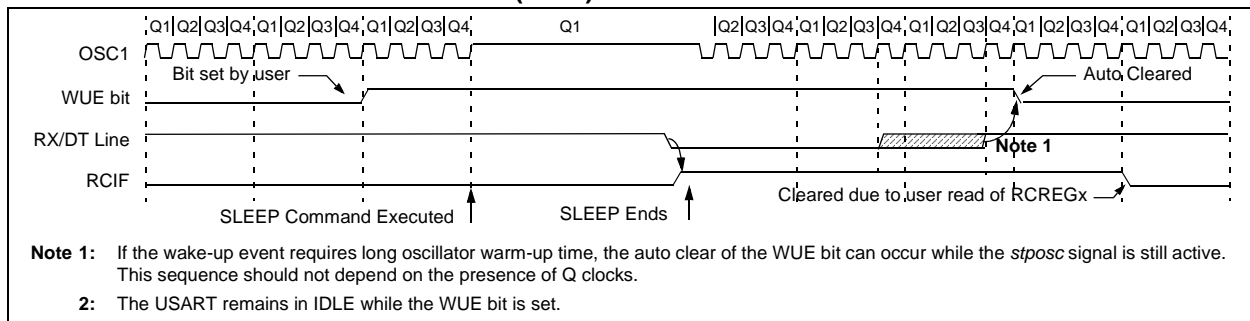 Q1 Q2 Q3 Q4 Q1 Q2 Q3 Q4 Q1 Q2 Q3 Q4 Q1 Q2 Q3 Q4 Q1 Q2 Q3 Q4 Q1 Q2 Q3 Q4 Q1 Q2 Q3 Q4 Q1 Q2 Q3 Q4
OSC1
Bit set by user
Auto Cleared
WUE bit
RX/DT Line
Note 1
RCIF
Cleared due to user read of RCREGx
SLEEP Command Executed
SLEEP Ends
Note 1: If the wake-up event requires long oscillator warm-up time, the auto clear of the WUE bit can occur while the stposc signal is still active.
This sequence should not depend on the presence of Q clocks.
2: The USART remains in IDLE while the WUE bit is set.